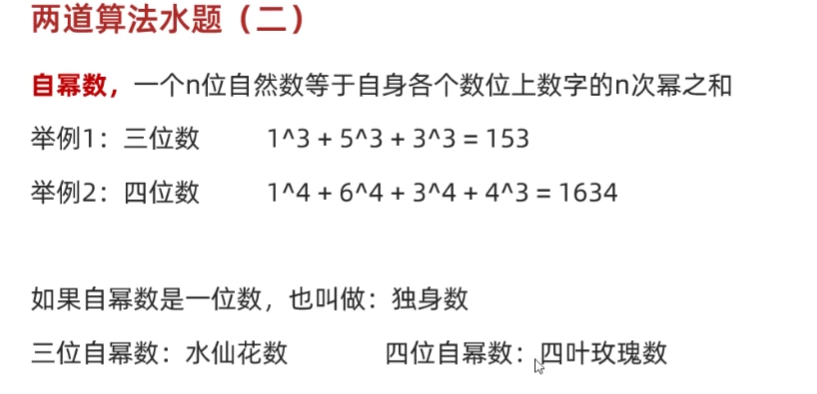 两道算法水题（二）
自幂数，一个n位自然数等于自身各个数位上数字的n次幂之和
举例1：三位数 1^3 + 5^3 + 3^3 = 153
举例2：四位数 1^4 + 6^4 + 3^4 + 4^3 = 1634
如果自幂数是一位数，也叫做：独身数
三位自幂数：水仙花数 四位自幂数：四叶玫瑰数